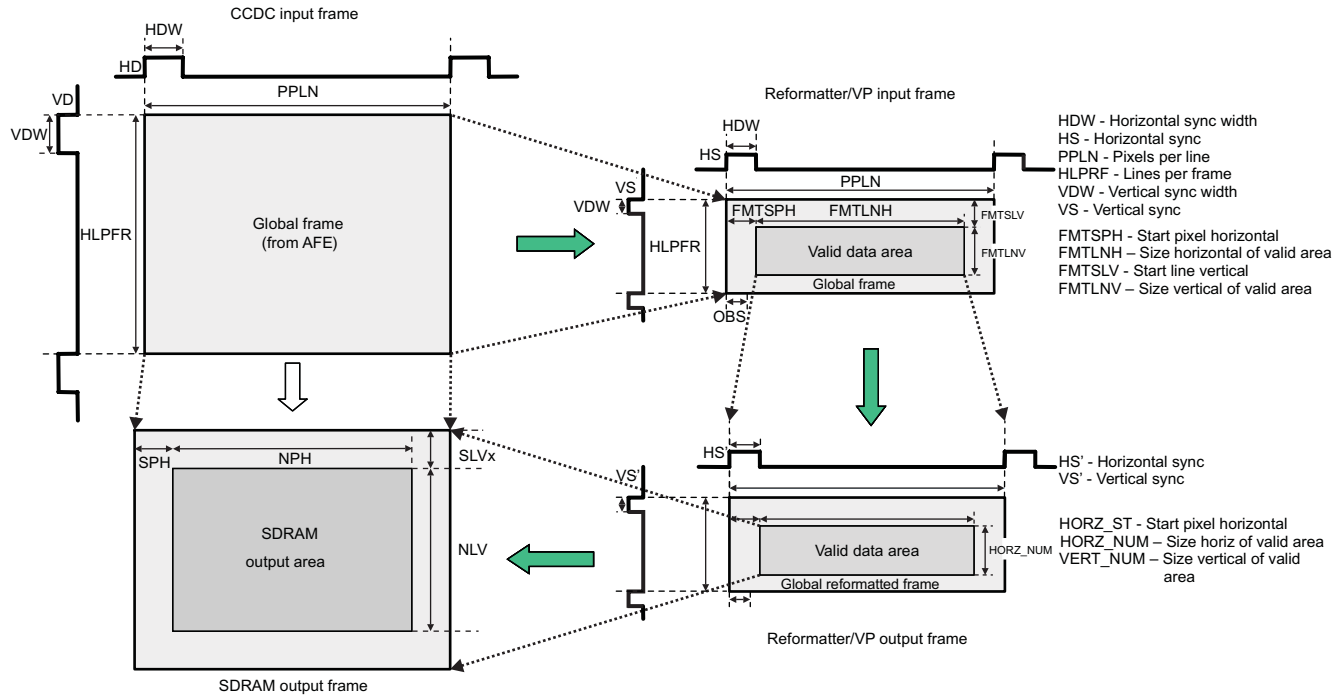 CCDC input frame
HDW
HD
PPLN
VD
VDW
HLPFR
Global frame
(from AFE)
Reformatter/VP input frame
HDW
HS
PPLN
VS
VDW
HLPFR
FMTSPH
FMTLNH
FMTSLV
FMTLNV
Valid data area
Global frame
OBS
HDW - Horizontal sync width
HS - Horizontal sync
PPLN - Pixels per line
HLPRF - Lines per frame
VDW - Vertical sync width
VS - Vertical sync
FMTSPH - Start pixel horizontal
FMTLNH – Size horizontal of valid area
FMTSLV - Start line vertical
FMTLNV – Size vertical of valid area
SPH
NPH
SLVx
NLV
SDRAM
output area
SDRAM output frame
HS'
VS'
Valid data area
HORZ_NUM
Global reformatted frame
Reformatter/VP output frame
HS' - Horizontal sync
VS' - Vertical sync
HORZ_ST - Start pixel horizontal
HORZ_NUM – Size horiz of valid area
VERT_NUM – Size vertical of valid
area